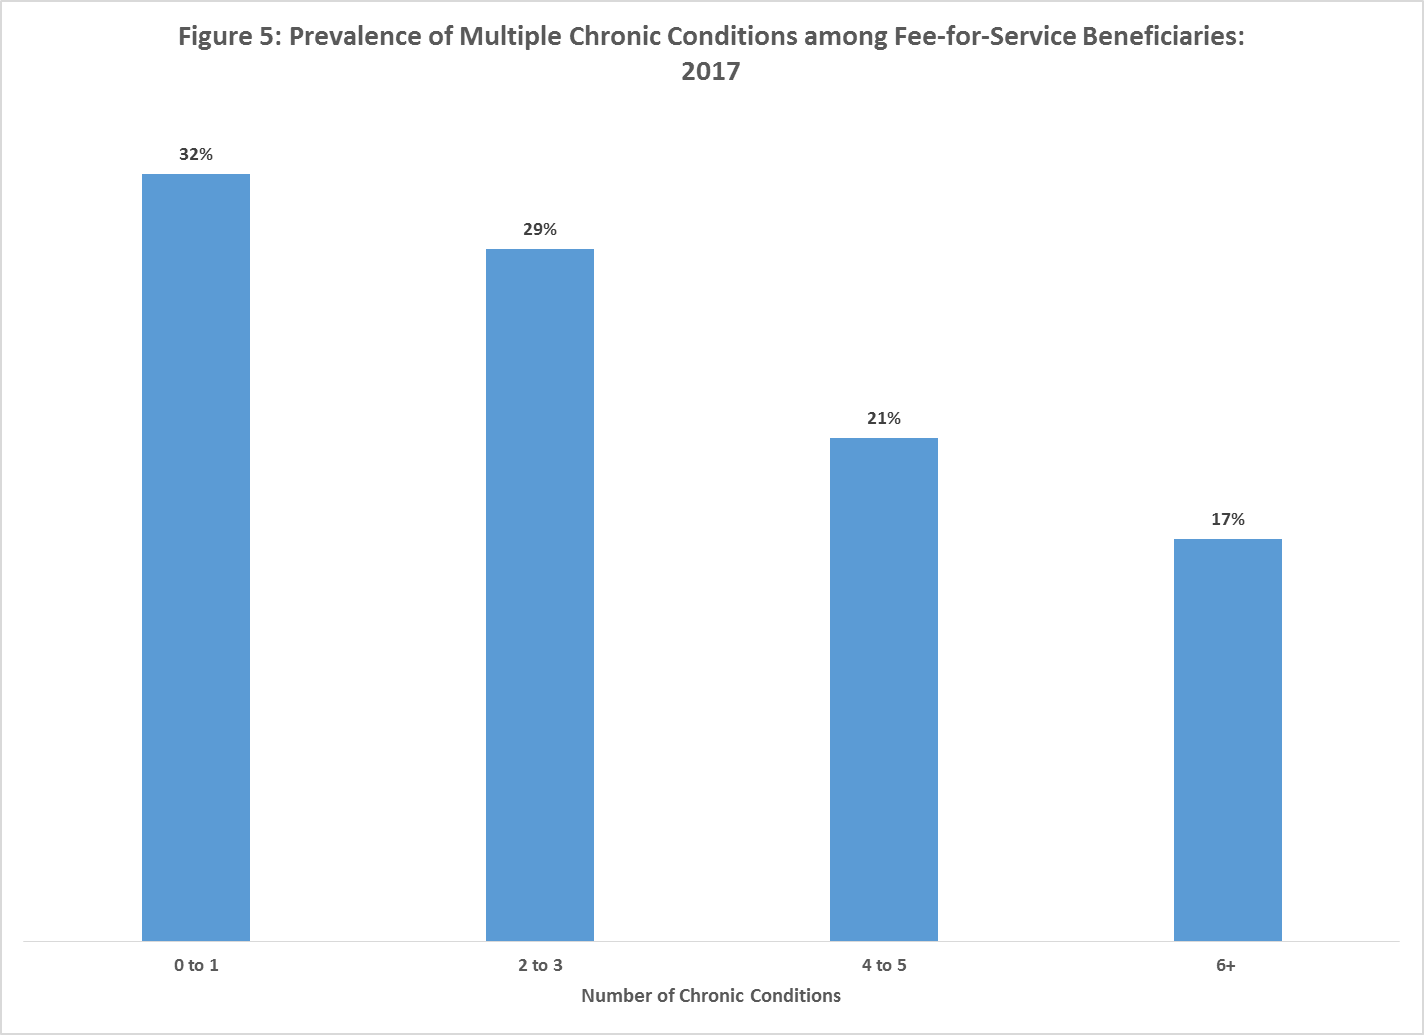 Figure 5: Prevalence of Multiple Chronic Conditions among Fee-for-Service Beneficiaries:
2017
32%
29%
21%
17%
0 to 1
2 to 3
4 to 5
6+
Number of Chronic Conditions